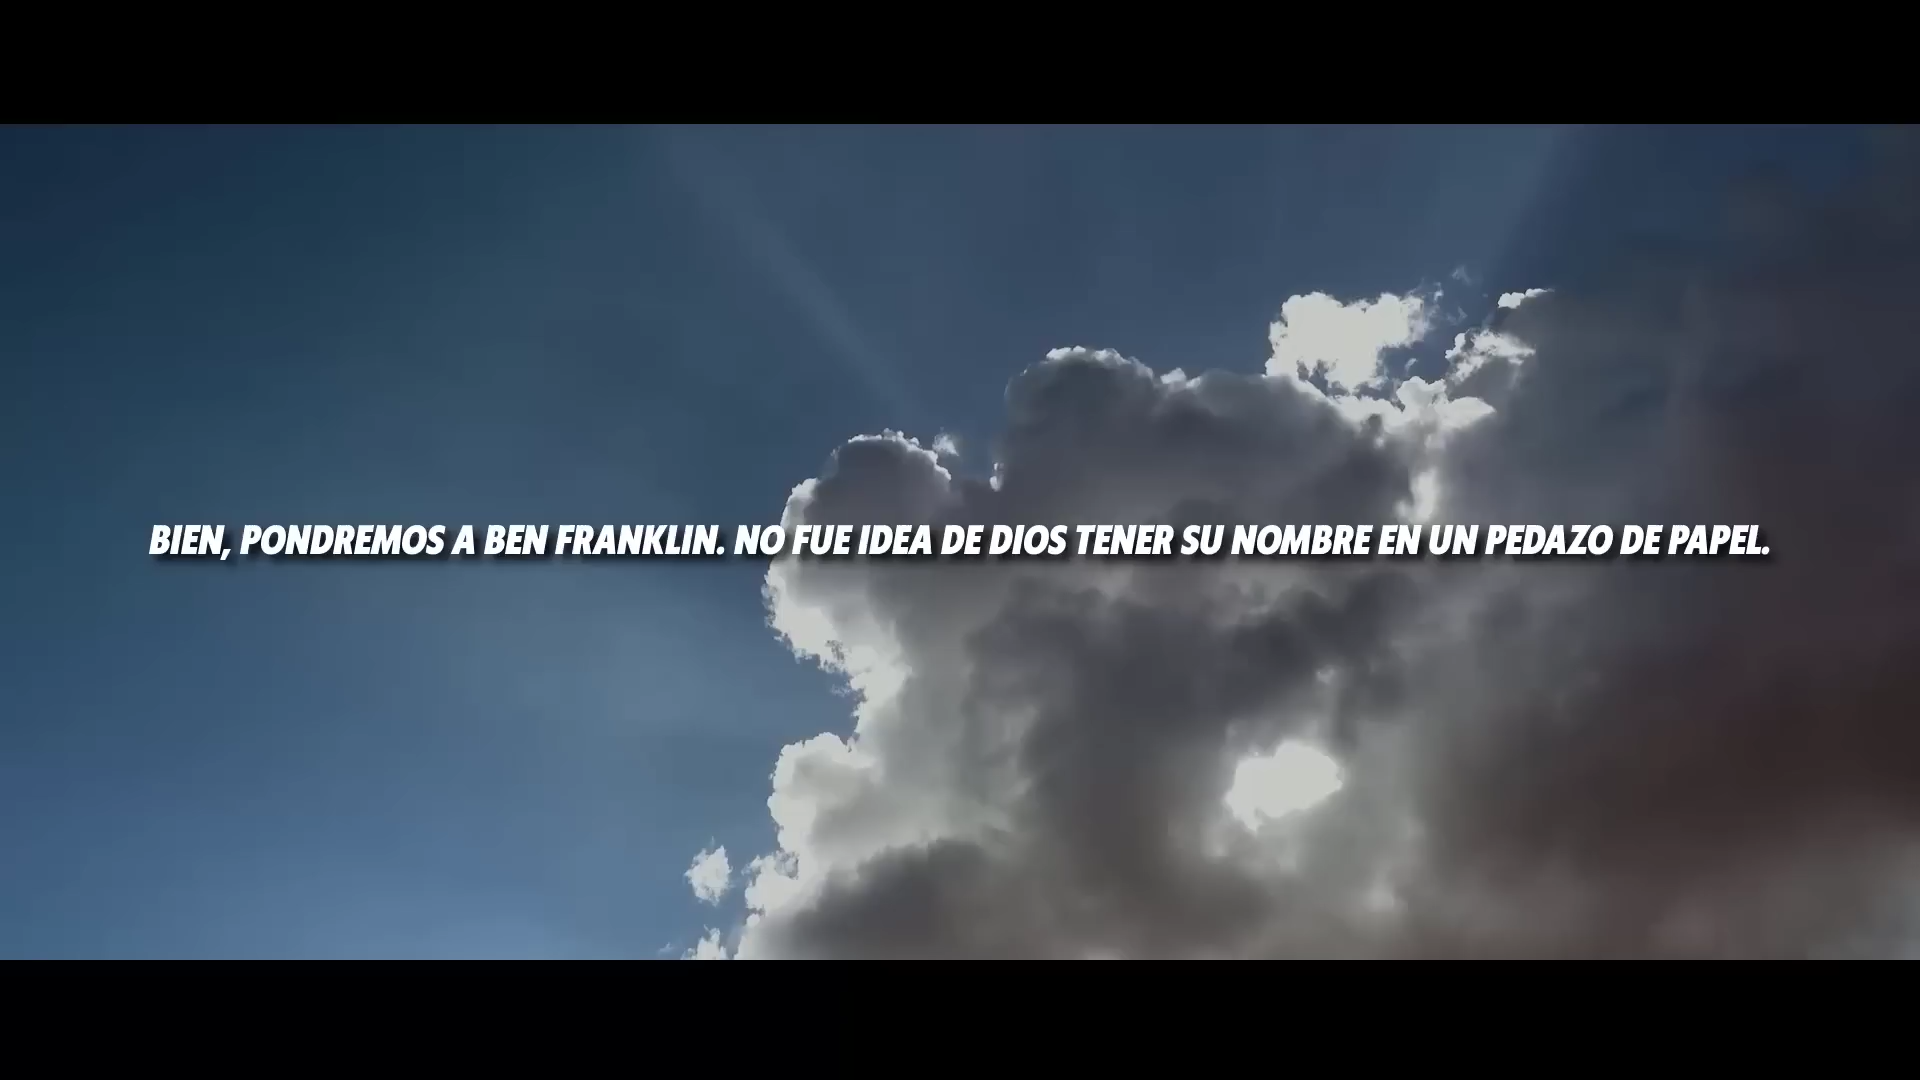 BIEN, PONDREMOS A BEN FRANKLIN. NO FUE IDEA DE DIOS TENER SU NOMBRE EN UN PEDAZO DE PAPEL.